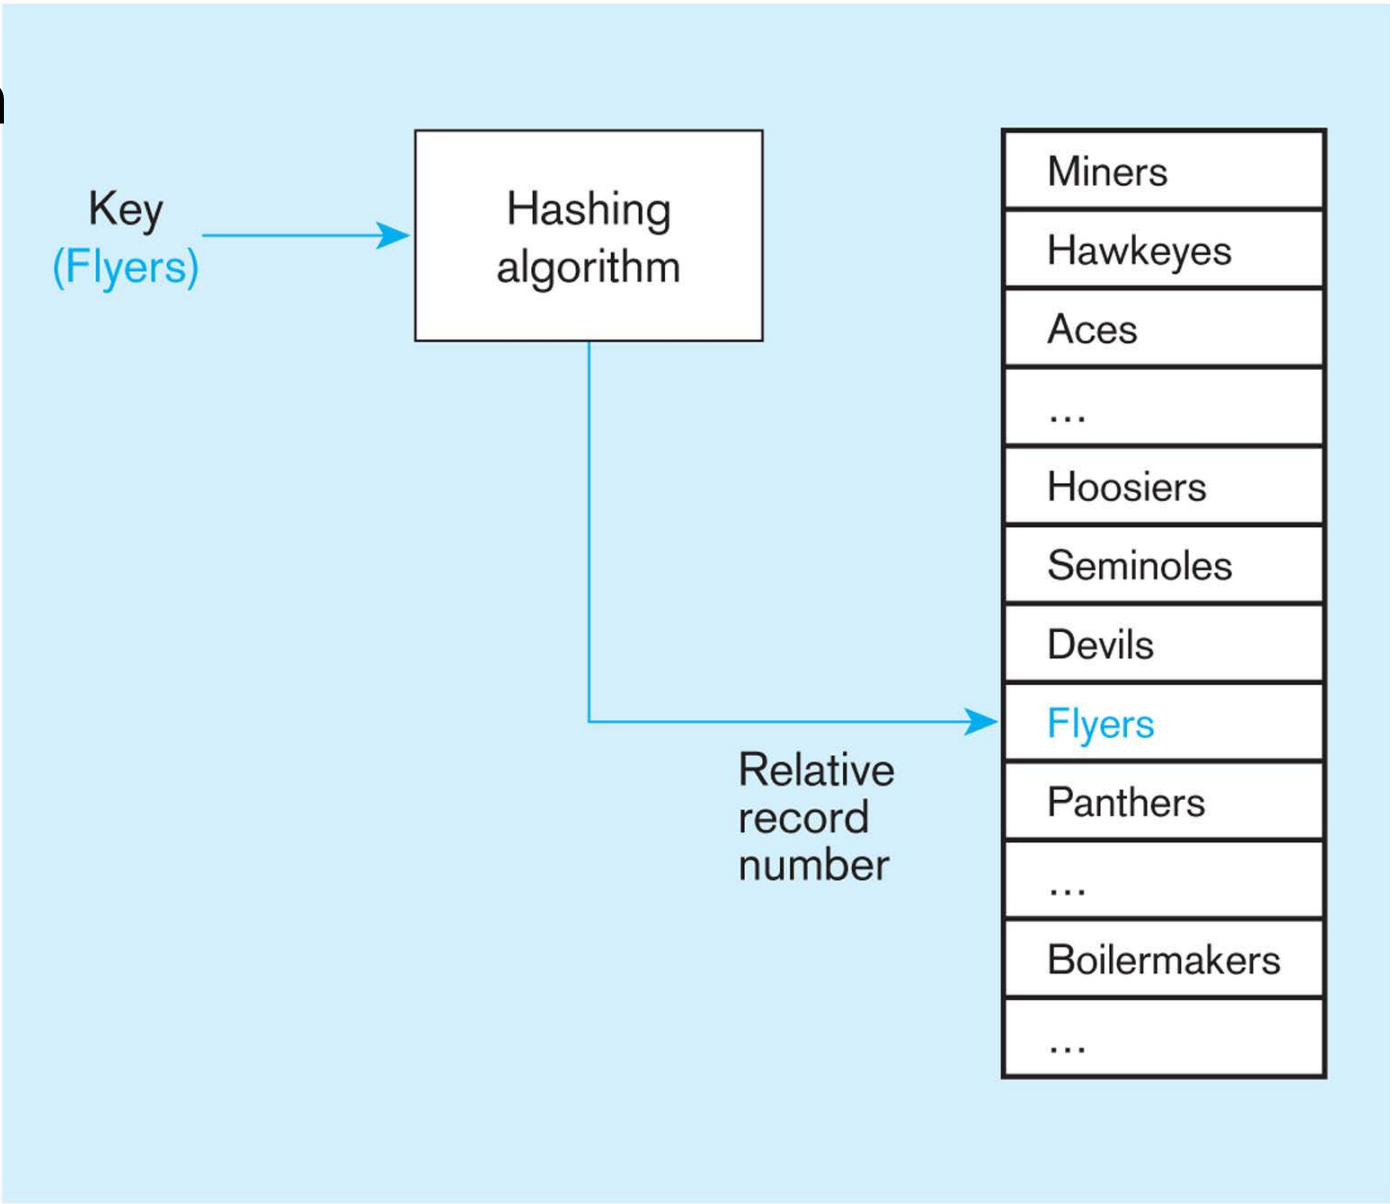 Key
(Flyers)
Hashing
algorithm
Relative
record
number
Miners
Hawkeyes
Aces
...
Hoosiers
Seminoles
Devils
Flyers
Panthers
...
Boilermakers
...